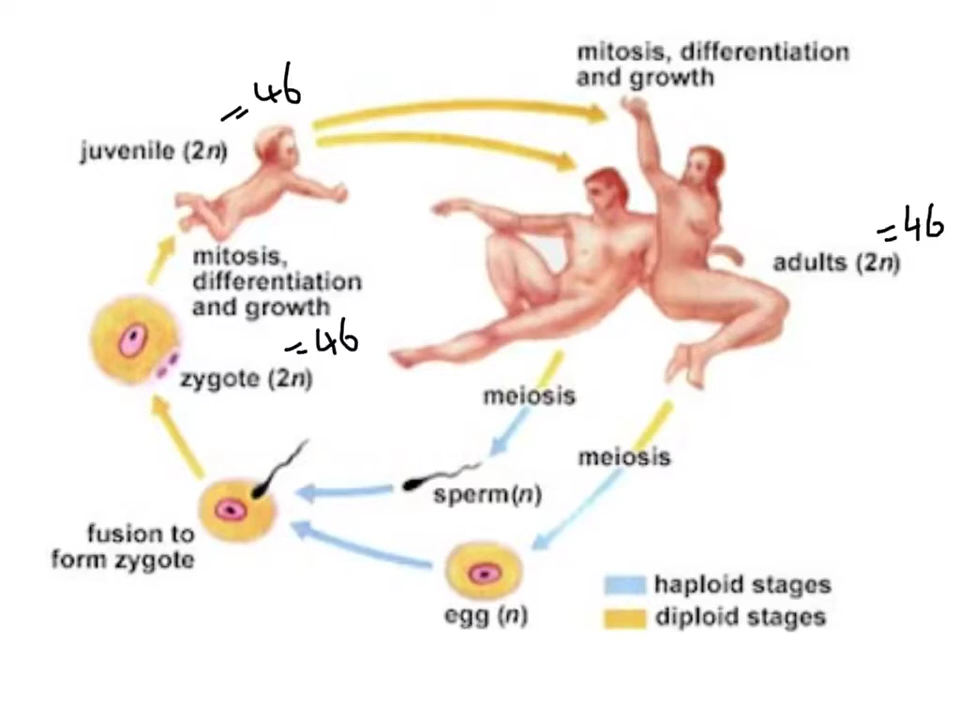 mitosis, differentiation
and growth
= 46
juvenile (2n)
= 46
adults (2n)
mitosis,
differentiation
and growth
= 46
zygote (2n)
meiosis
meiosis
sperm(n)
fusion to
form zygote
egg (n)
haploid stages
diploid stages